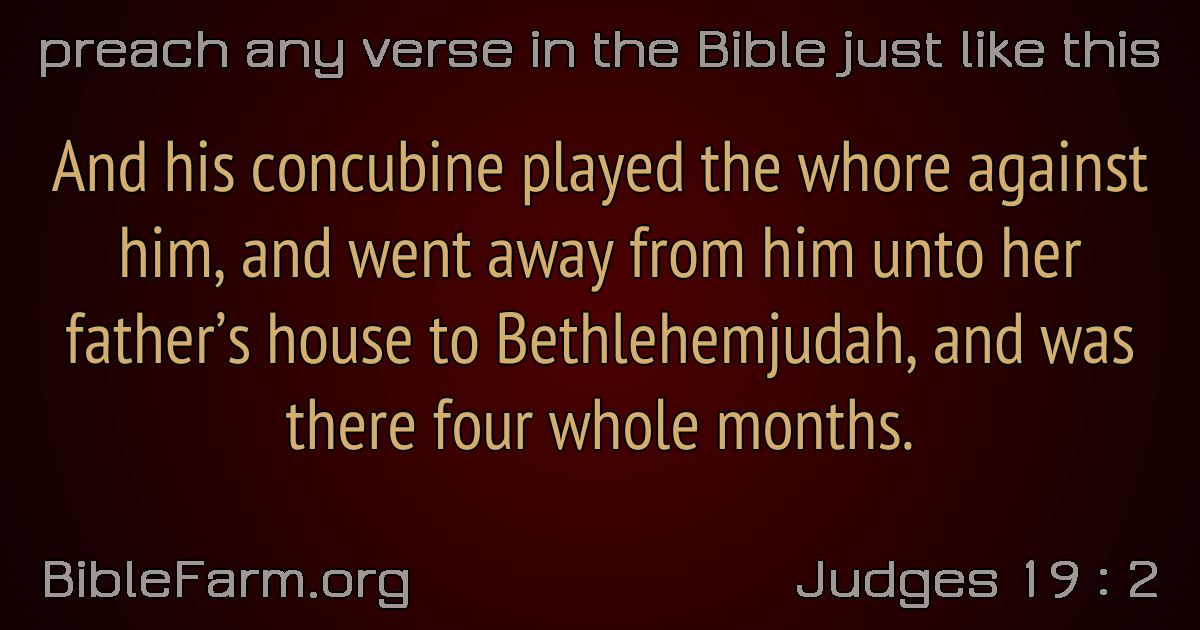 preach any verse in the Bible just like this
And his concubine played the whore against
him, and went away from him unto her
father’s house to Bethlehemjudah, and was
there four whole months.
BibleFarm.org
Judges 19 : 2